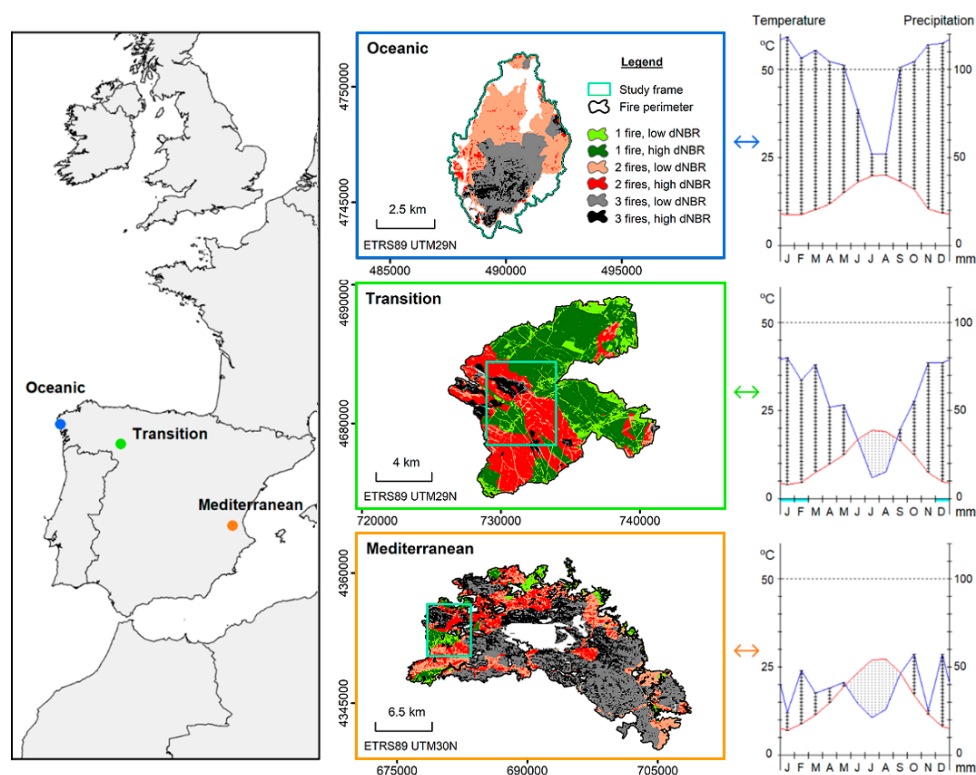 Oceanic
Transition
Mediterranean
Oceanic
Legend
Study frame
Fire perimeter
1 fire, low dNBR
1 fire, high dNBR
2 fires, low dNBR
2 fires, high dNBR
3 fires, low dNBR
3 fires, high dNBR
4750000
4745000
2.5 km
ETRS89 UTM29N
485000 490000 495000
Transition
4690000
4680000
4 km
ETRS89 UTM29N
720000 730000 740000
Mediterranean
4360000
4345000
6.5 km
ETRS89 UTM30N
675000 690000 705000
Temperature Precipitation
ºC
50 100
25 50
0 0
J F M A M J J A S O N D mm
ºC
50 100
25 50
0 0
J F M A M J J A S O N D mm
ºC
50 100
25 50
0 0
J F M A M J J A S O N D mm